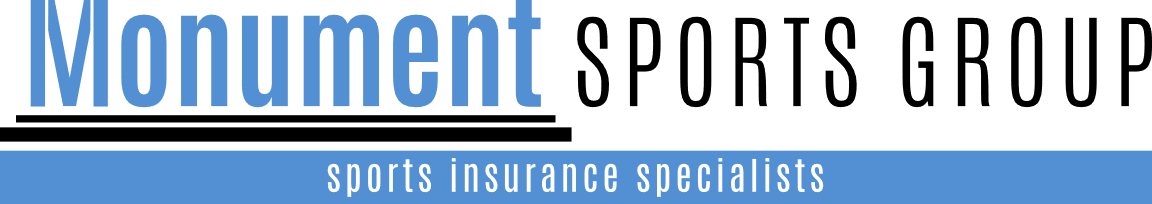 Monument SPORTS GROUP
sports insurance specialists